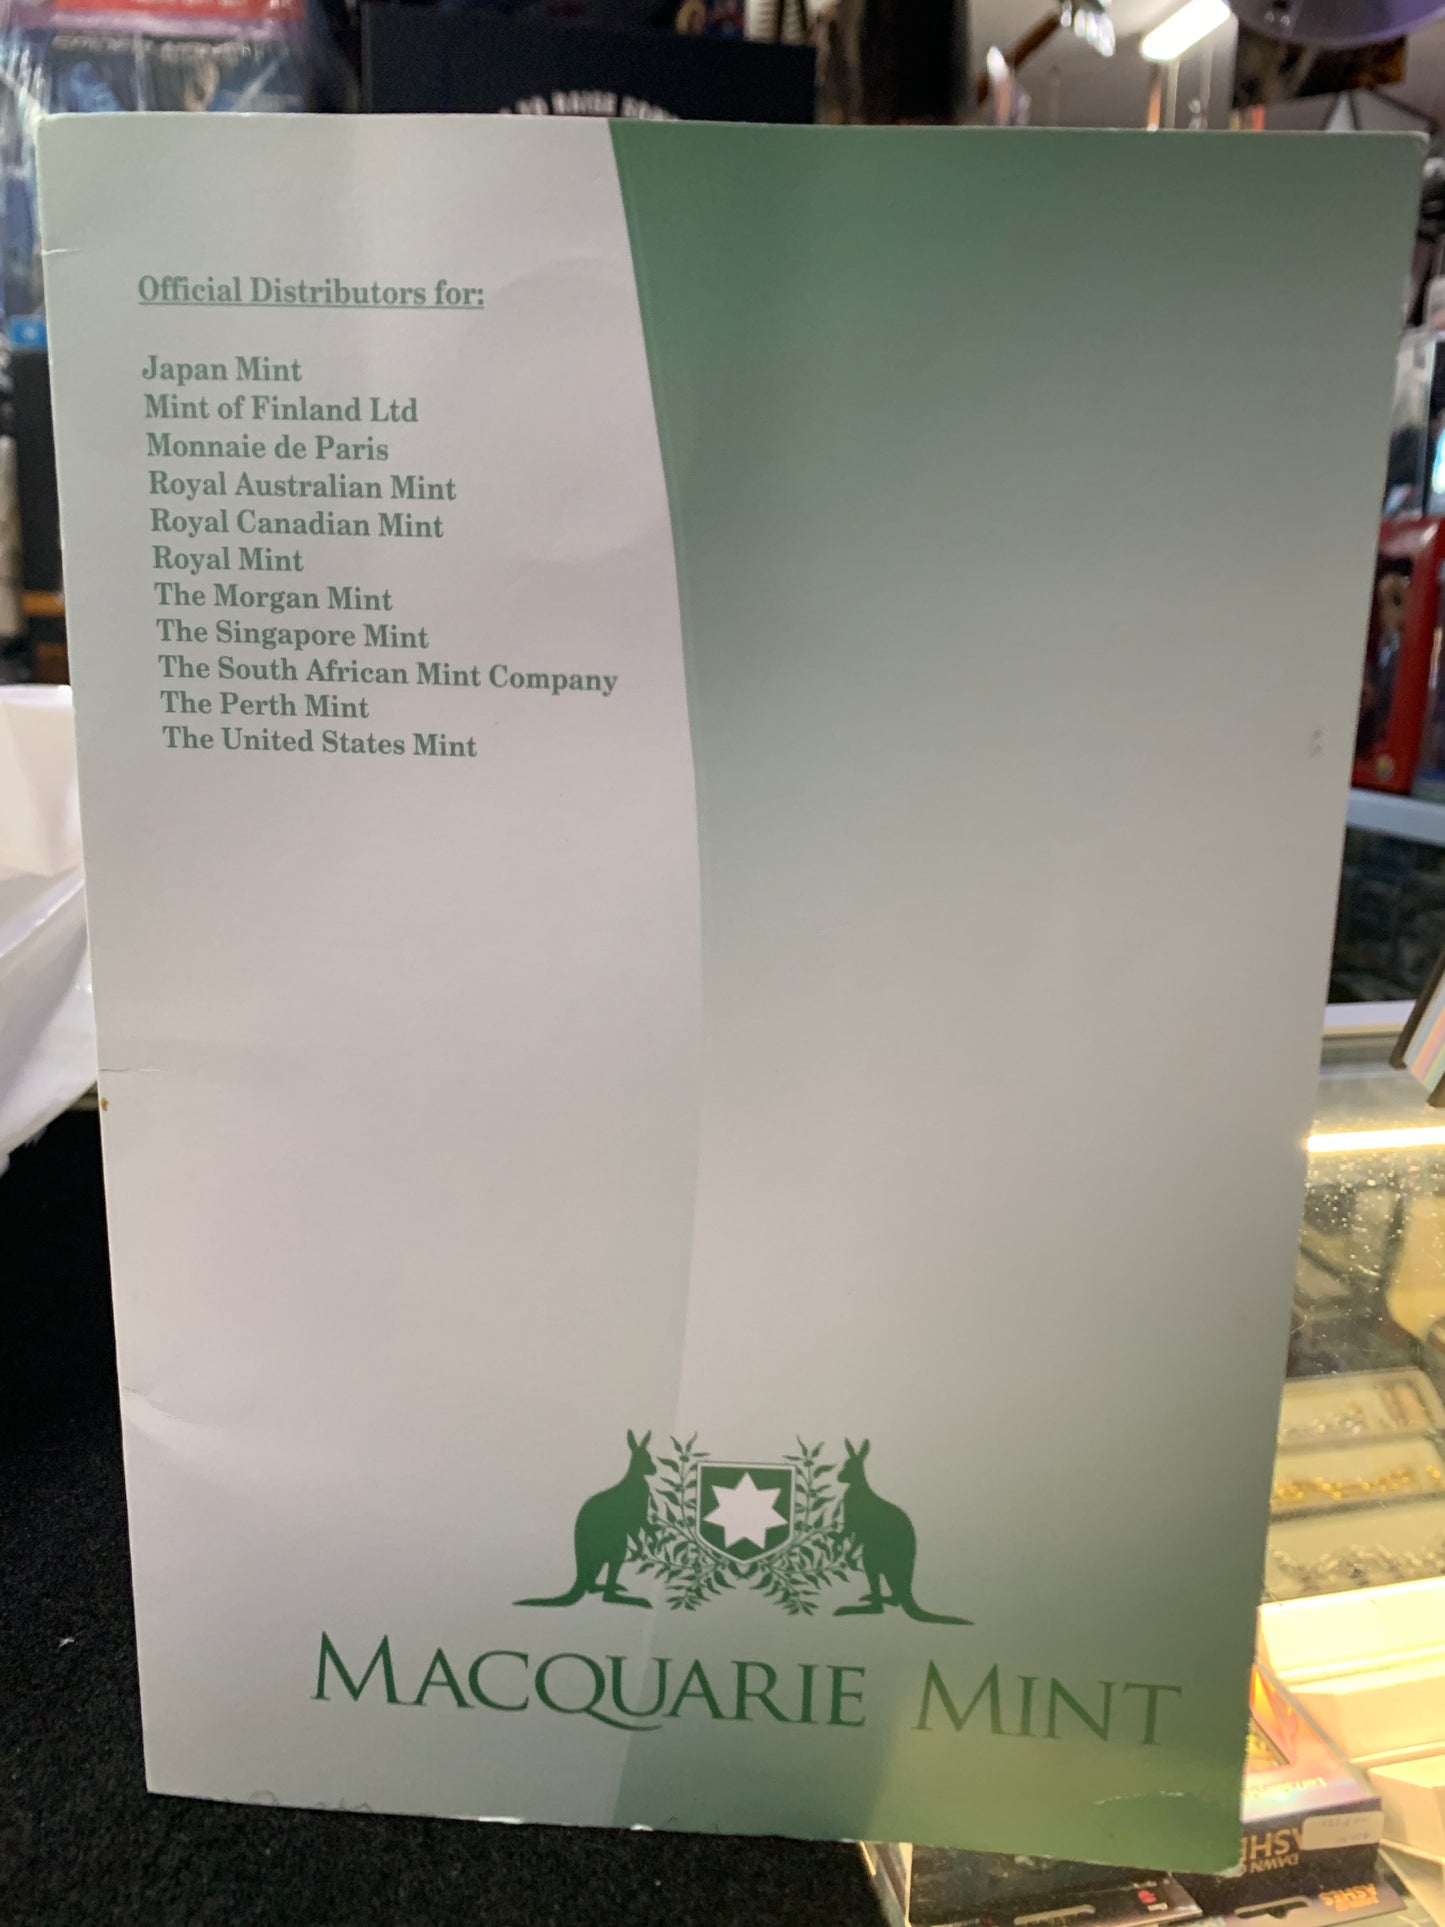 Official Distributors for:
Japan Mint
Mint of Finland Ltd
Monnaie de Paris
Royal Australian Mint
Royal Canadian Mint
Royal Mint
The Morgan Mint
The Singapore Mint
The South African Mint Company
The Perth Mint
The United States Mint
MACQUARIE MINT
DAWN
ASHES